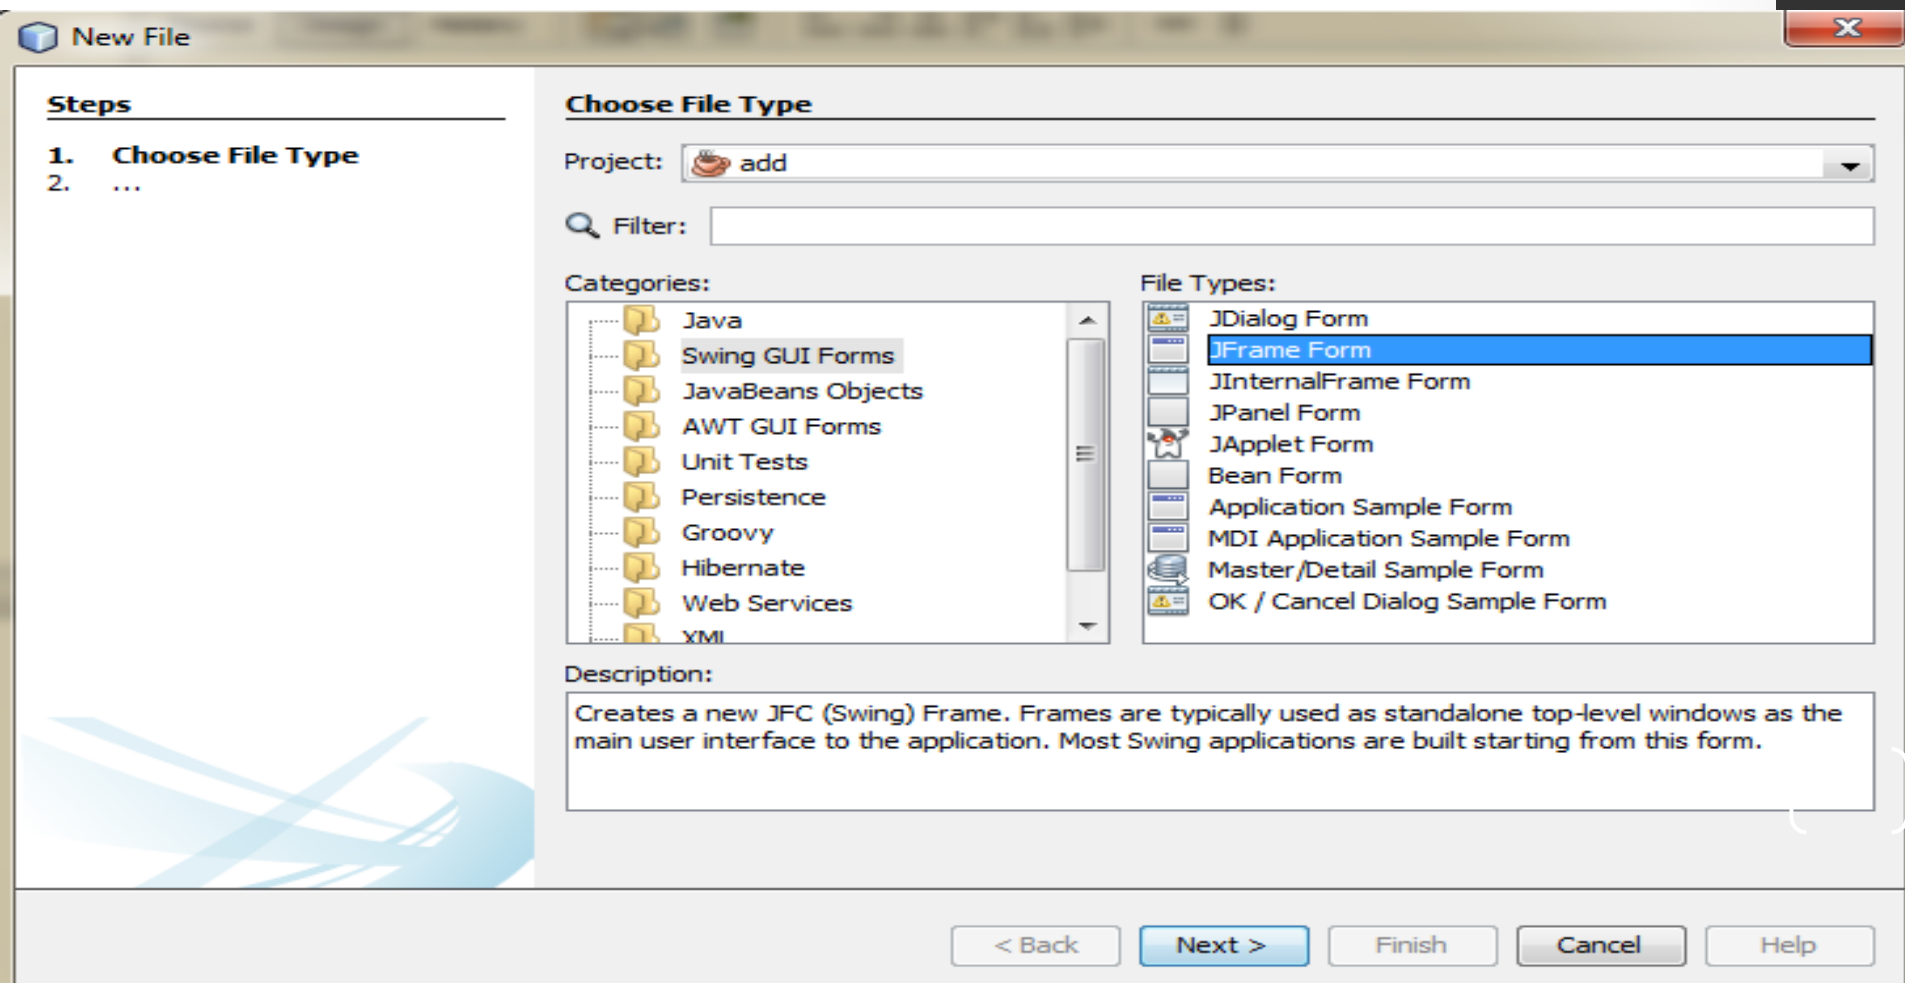 New File
Steps
1. Choose File Type
2. ...
Choose File Type
Project: add
Filter:
Categories:
Java
Swing GUI Forms
JavaBeans Objects
AWT GUI Forms
Unit Tests
Persistence
Groovy
Hibernate
Web Services
XML
File Types:
JDialog Form
JFrame Form
JInternalFrame Form
JPanel Form
JApplet Form
Bean Form
Application Sample Form
MDI Application Sample Form
Master/Detail Sample Form
OK / Cancel Dialog Sample Form
Description:
Creates a new JFC (Swing) Frame. Frames are typically used as standalone top-level windows as the
main user interface to the application. Most Swing applications are built starting from this form.
< Back Next > Finish Cancel Help